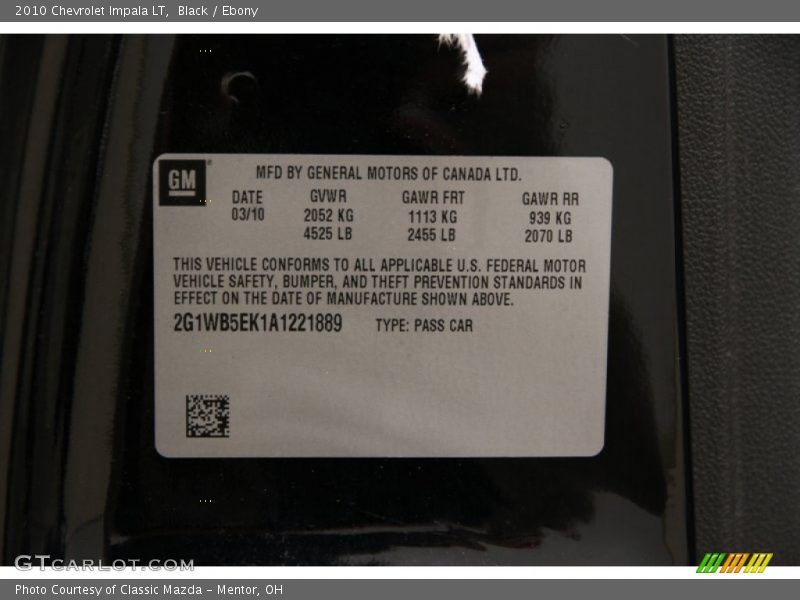 2010 Chevrolet Impala LT, Black / Ebony
GM
MFD BY GENERAL MOTORS OF CANADA LTD.
DATE GVWR GAWR FRT GAWR RR
03/10 2052 KG 1113 KG 939 KG
4525 LB 2455 LB 2070 LB
THIS VEHICLE CONFORMS TO ALL APPLICABLE U.S. FEDERAL MOTOR
VEHICLE SAFETY, BUMPER, AND THEFT PREVENTION STANDARDS IN
EFFECT ON THE DATE OF MANUFACTURE SHOWN ABOVE.
2G1WB5EK1A1221889 TYPE: PASS CAR
GTCARLOT.COM
Photo Courtesy of Classic Mazda - Mentor, OH